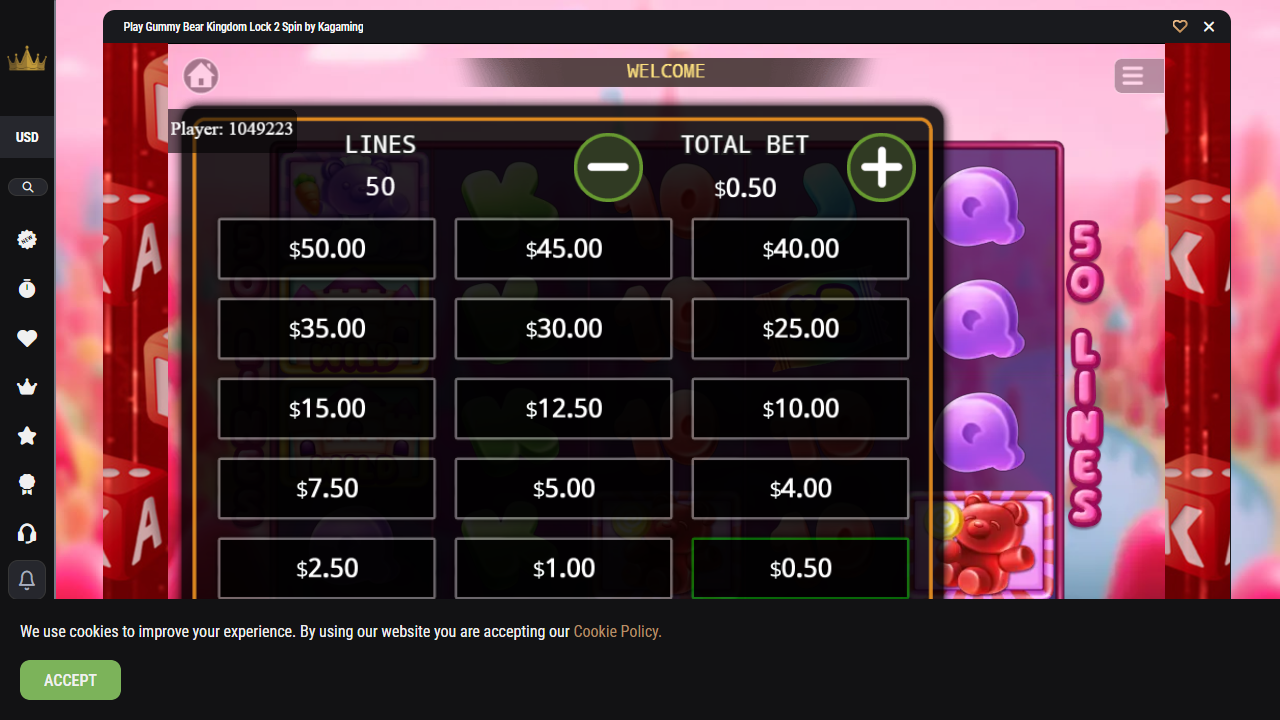 Play Gummy Bear Kingdom Lock 2 Spin by Kagaming
WELCOME
USD
Player: 1049223
LINES
50
TOTAL BET
$0.50
$50.00 $45.00 $40.00
$35.00 $30.00 $25.00
$15.00 $12.50 $10.00
$7.50 $5.00 $4.00
$2.50 $1.00 $0.50
50 LINES
K
A
K
A
K
K
We use cookies to improve your experience. By using our website you are accepting our Cookie Policy.
ACCEPT